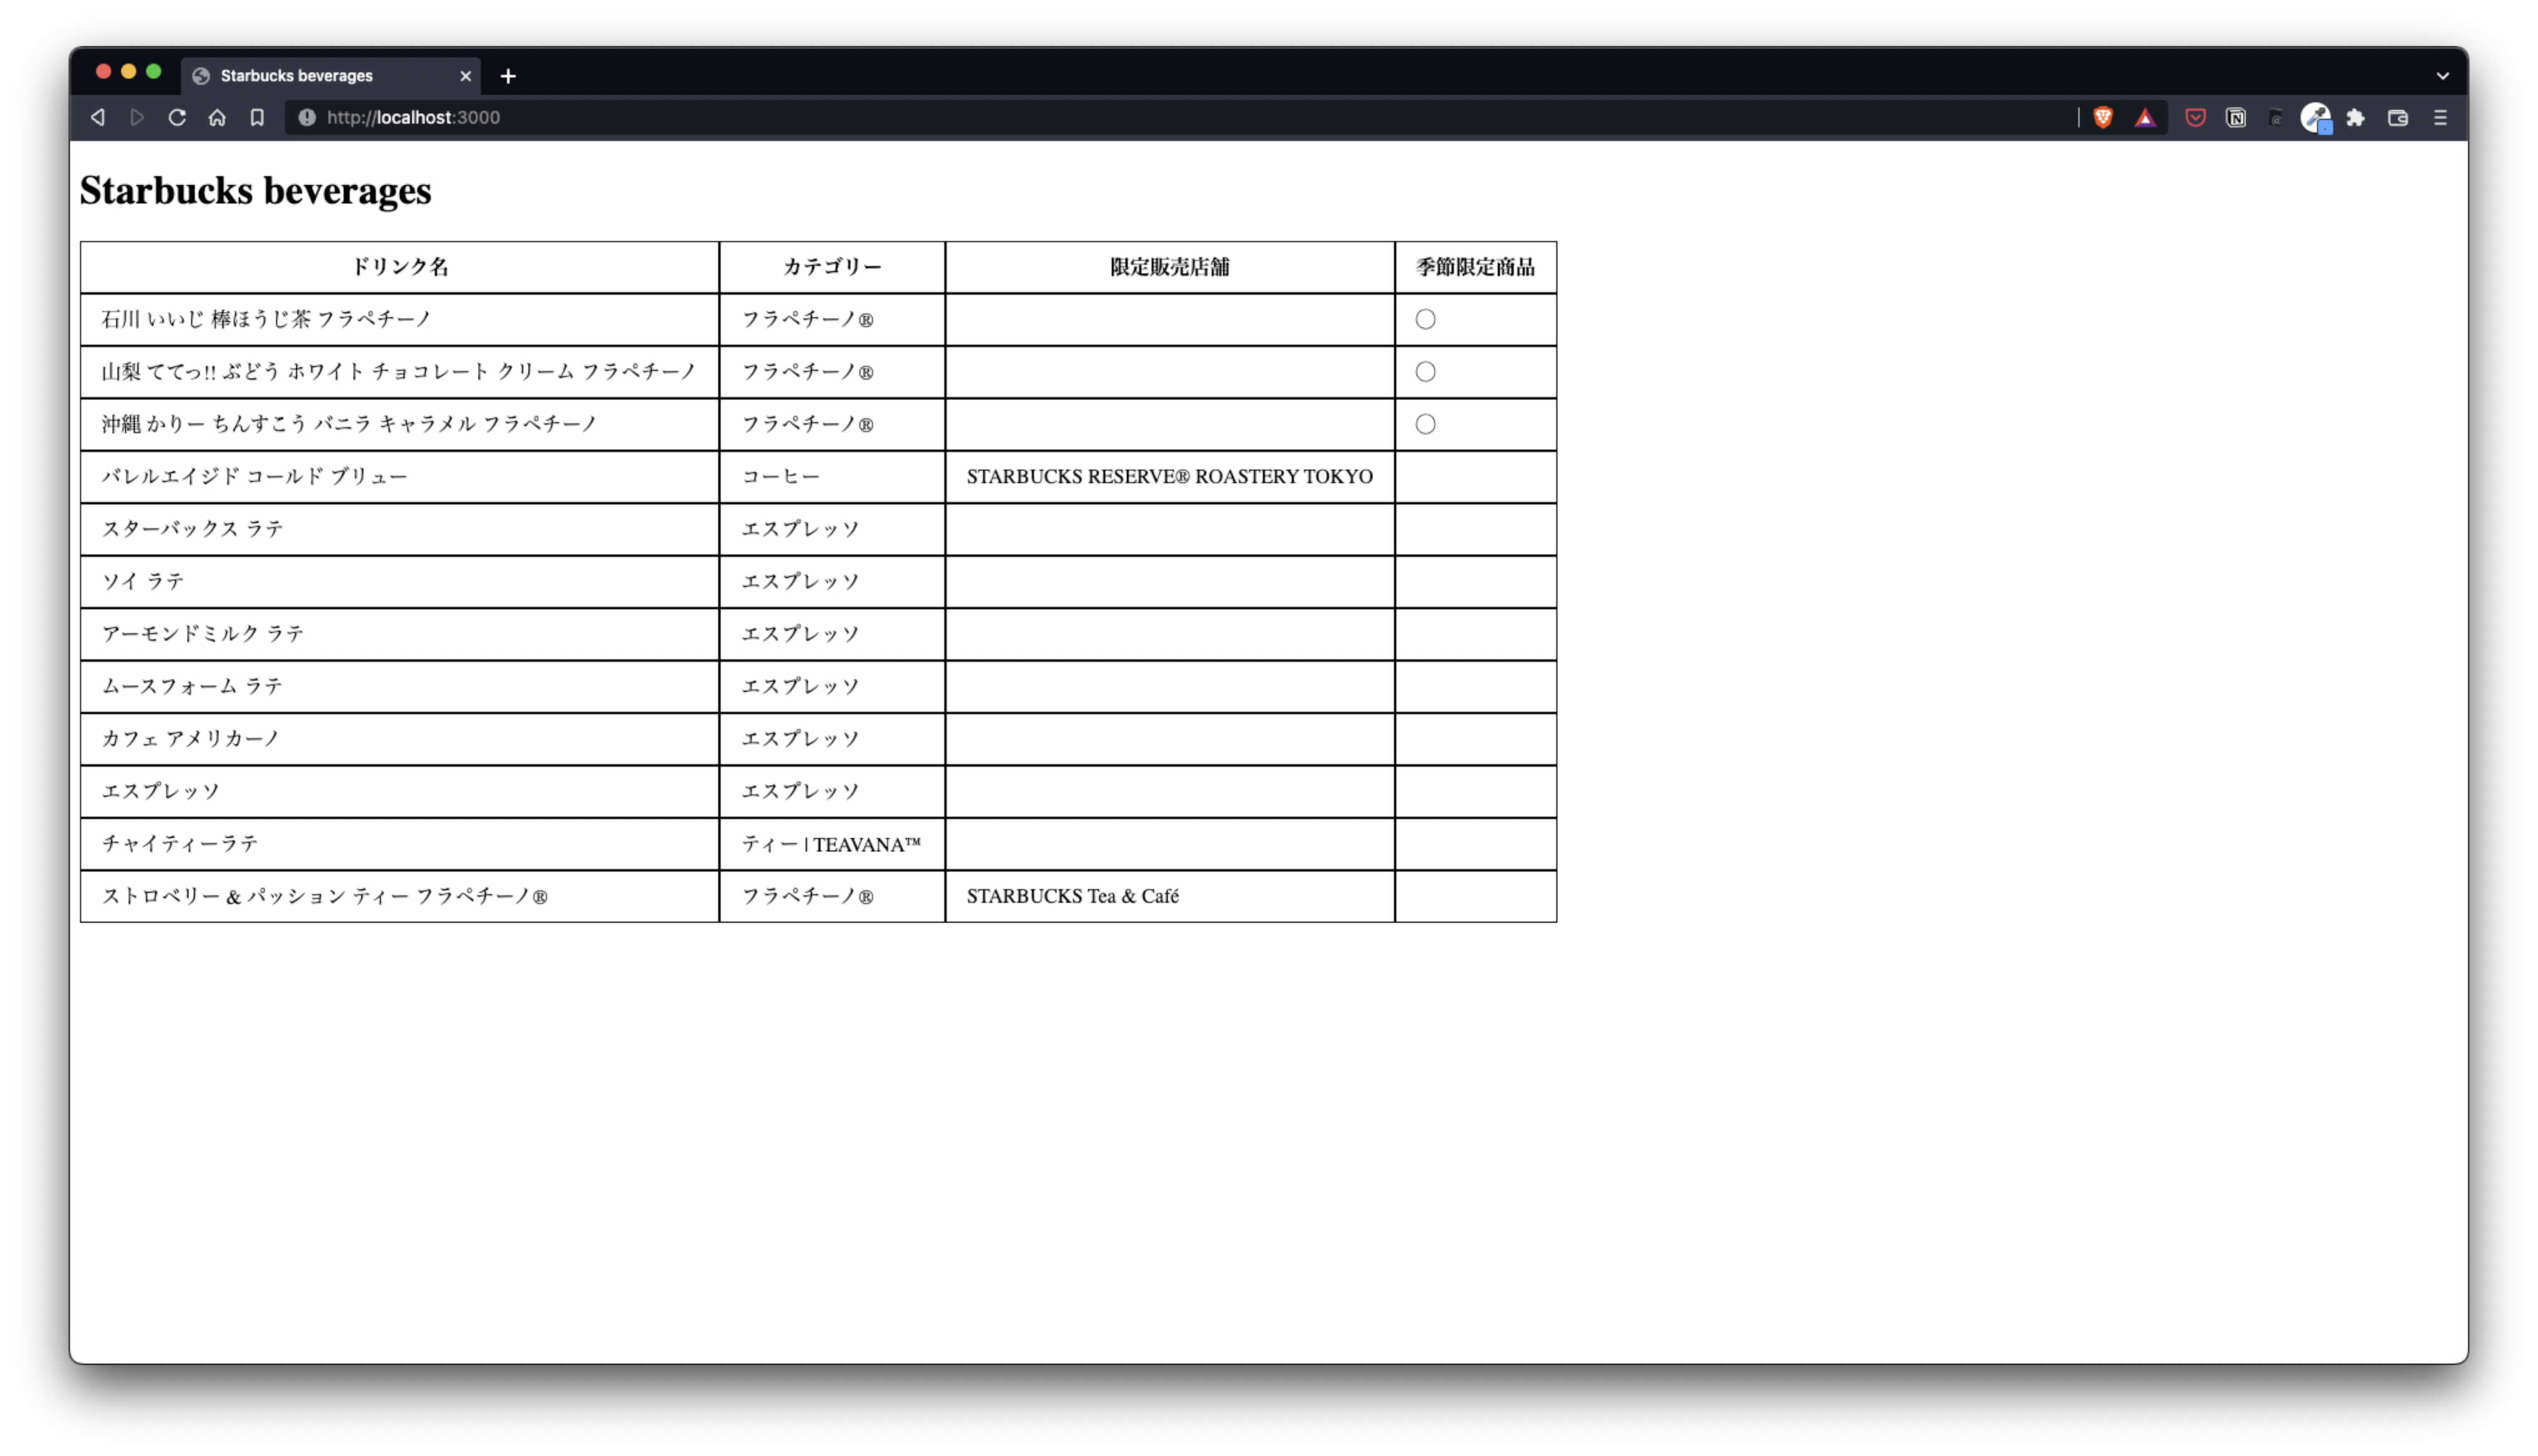 Starbucks beverages
http://localhost:3000
Starbucks beverages
ドリンク名 カテゴリー 限定販売店舗 季節限定商品
石川 いいじ 棒ほうじ茶 フラペチーノ フラペチーノ® ○
山梨 ててっ!! ぶどう ホワイト チョコレート クリーム フラペチーノ フラペチーノ® ○
沖縄 かりー ちんすこう バニラ キャラメル フラペチーノ フラペチーノ® ○
バレルエイジド コールド ブリュー コーヒー STARBUCKS RESERVE® ROASTERY TOKYO
スターバックス ラテ エスプレッソ
ソイ ラテ エスプレッソ
アーモンドミルク ラテ エスプレッソ
ムースフォーム ラテ エスプレッソ
カフェ アメリカーノ エスプレッソ
エスプレッソ エスプレッソ
チャイティーラテ ティー | TEAVANA™
ストロベリー & パッション ティー フラペチーノ® フラペチーノ® STARBUCKS Tea & Café